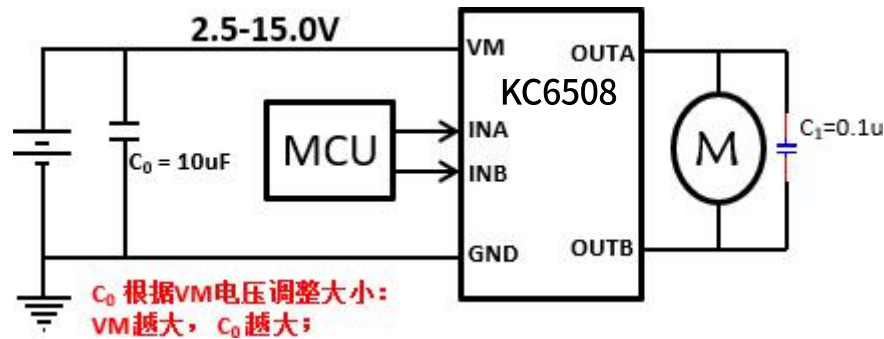 2.5-15.0V
VM
OUTA
KC6508
INA
MCU
C₀ = 10uF
INB
M
C₁=0.1u
GND
OUTB
C₀ 根据VM电压调整大小：
VM越大，C₀越大；